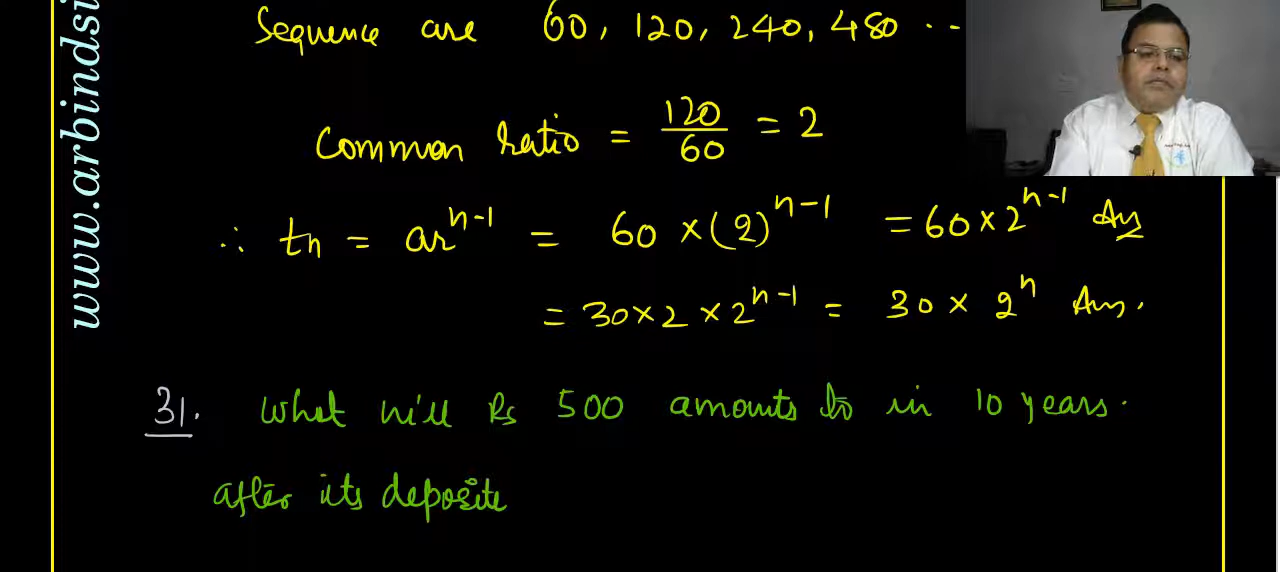 www.arbindsi
Sequence are 60, 120, 240, 480 ...
Common ratio = 120/60 = 2
∴ tn = ar^(n-1) = 60 × (2)^(n-1) = 60 × 2^(n-1) Ans
= 30 × 2 × 2^(n-1) = 30 × 2^n Ans.
31. What will Rs 500 amounts to in 10 years.
after its deposite